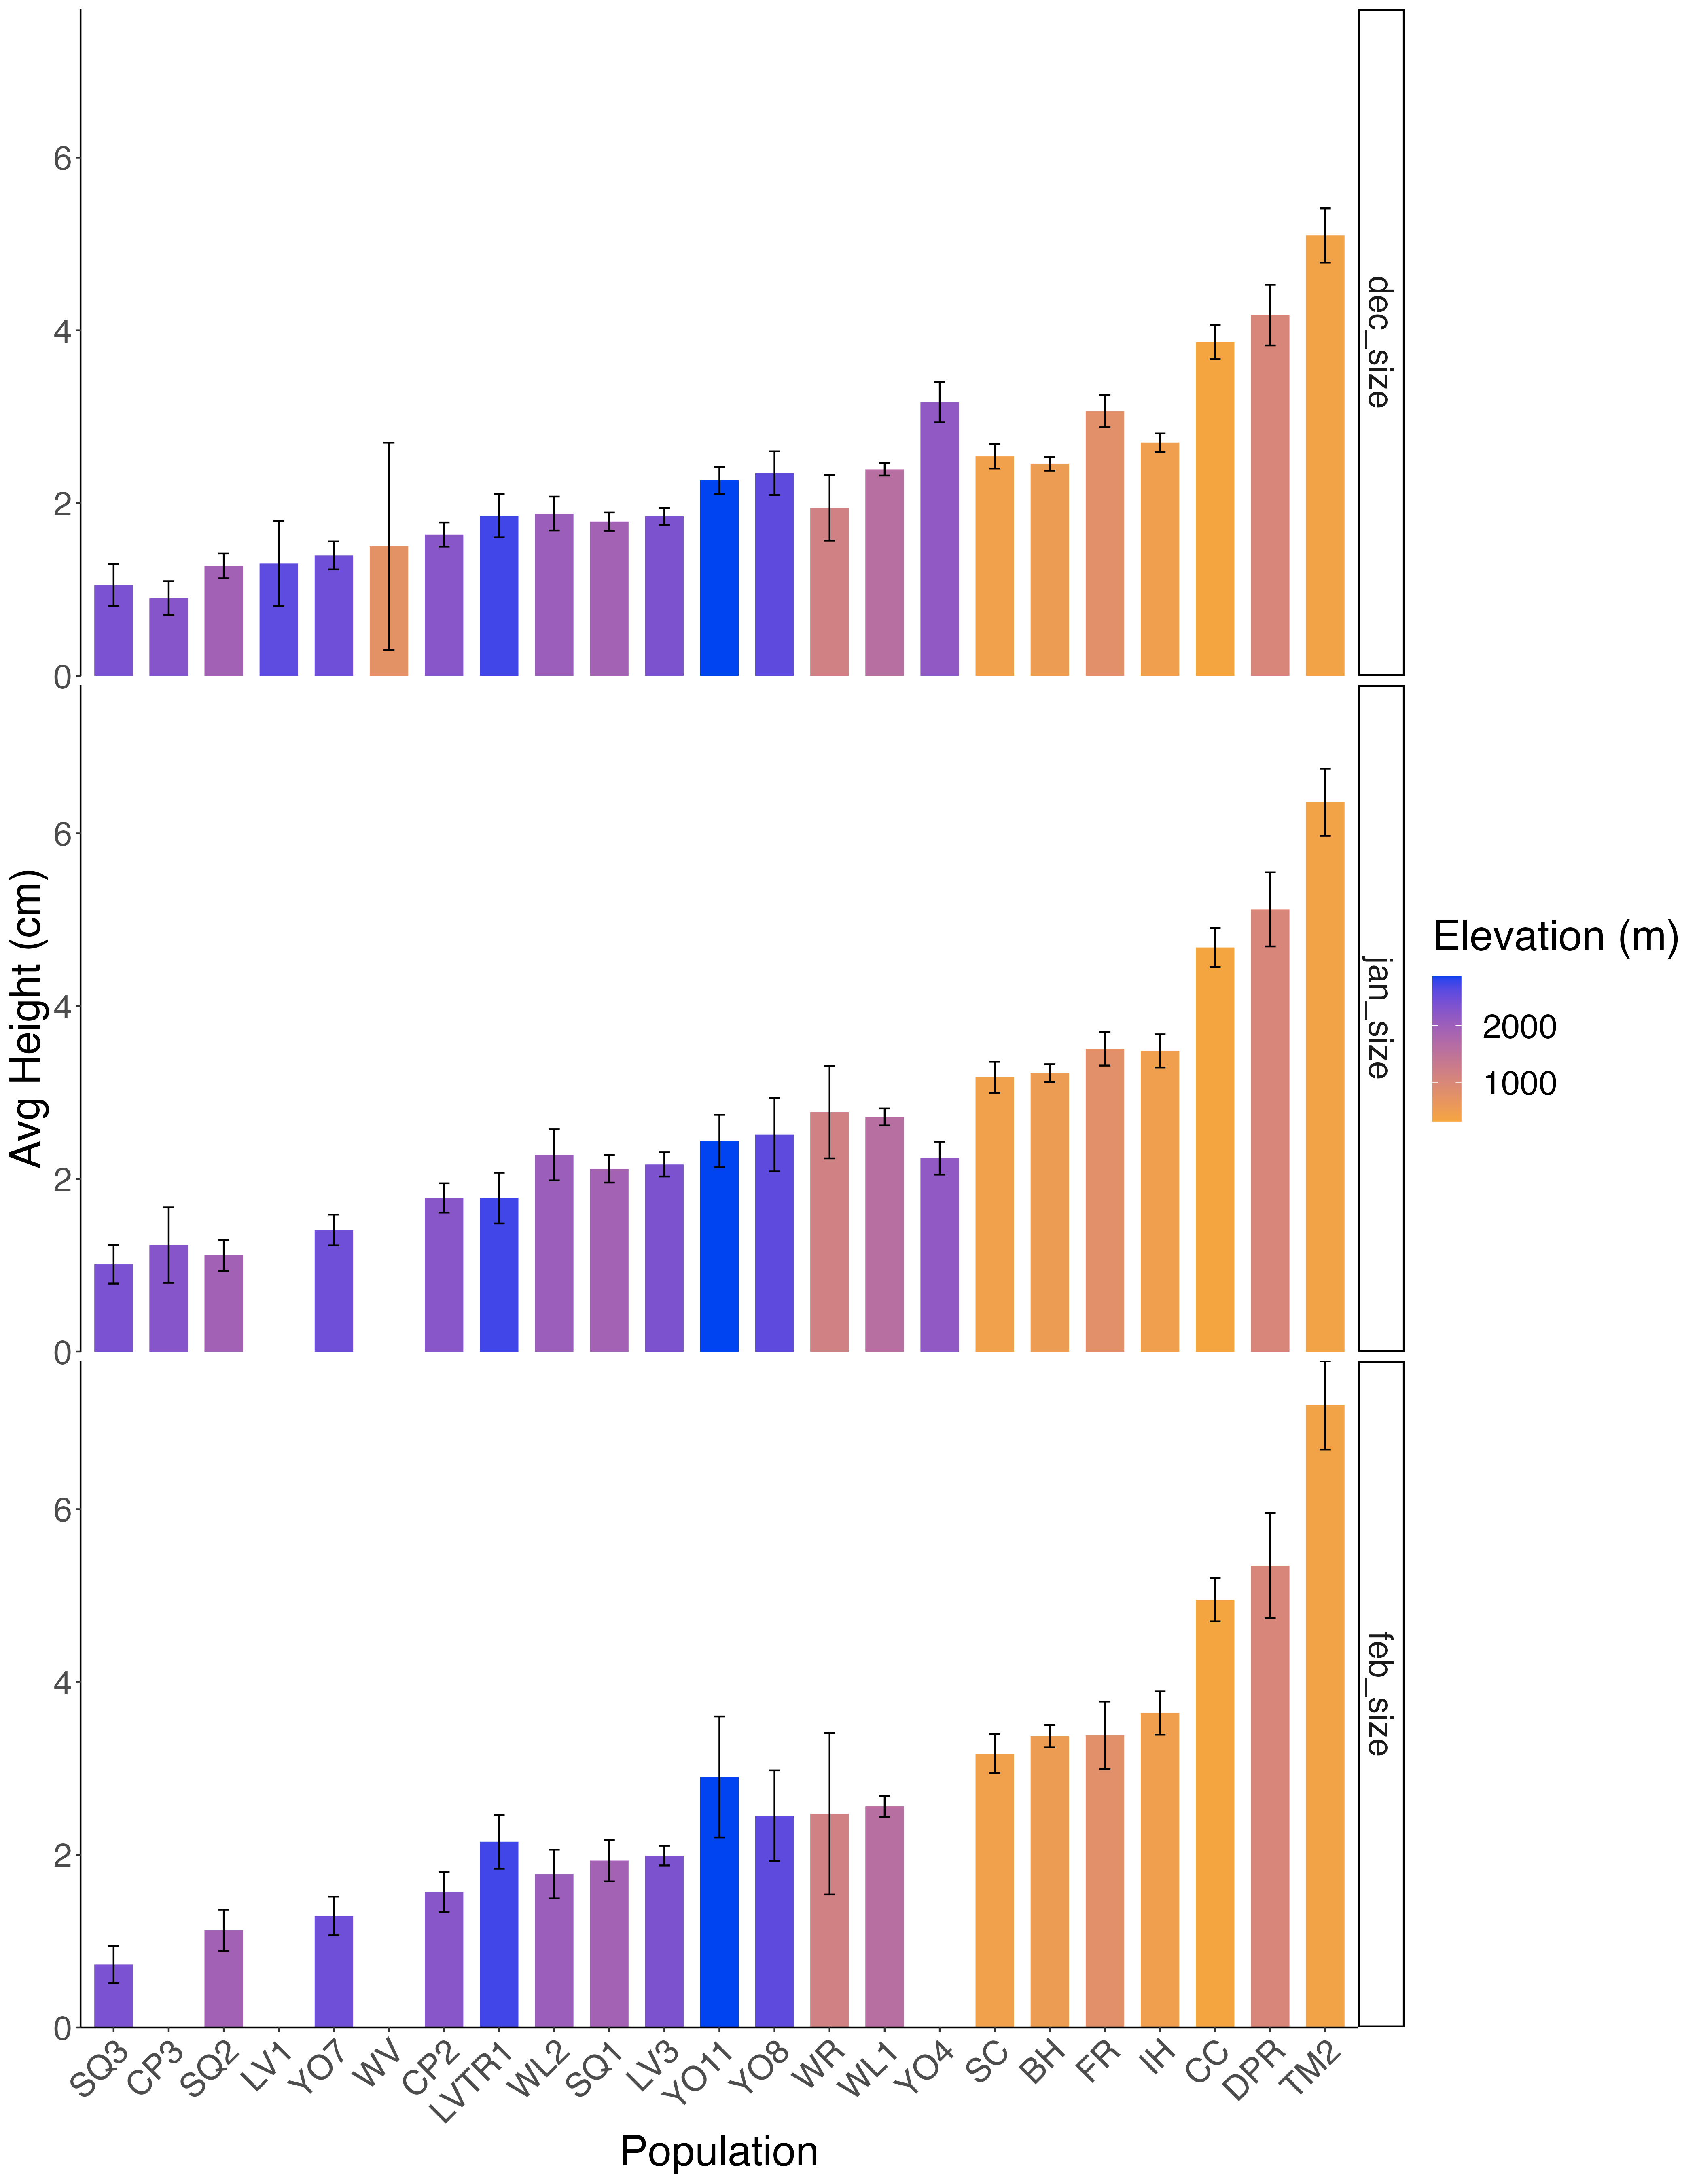 6
4
2
0
dec_size
6
4
2
0
jan_size
6
4
2
0
feb_size
Avg Height (cm)
SQ3
CP3
SQ2
LV1
YO7
WV
CP2
LVTR1
WL2
SQ1
LV3
YO11
YO8
WR
WL1
YO4
SC
BH
FR
IH
CC
DPR
TM2
Population
Elevation (m)
2000
1000